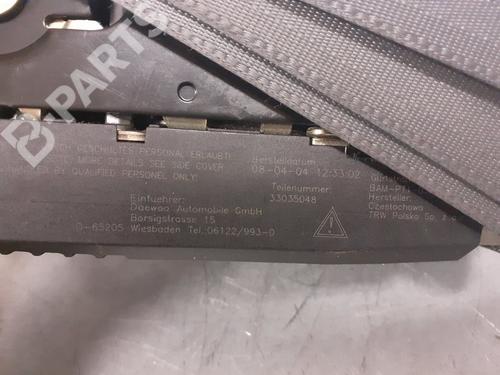 B-PARTS
GESCHULTES PERSONAL ERLAUBT!
MORE DETAILS SEE SIDE COVER
BY QUALIFIED PERSONEL ONLY!
Einfuehrer:
Daewoo Automobile GmbH
Borsigstrasse 15
D-65205 Wiesbaden Tel.:06122/993-0
Herstelldatum
08-04-04 12:33:02
Teilenummer:
33035048
Hersteller:
Czestochowa
TRW Polska Sp.